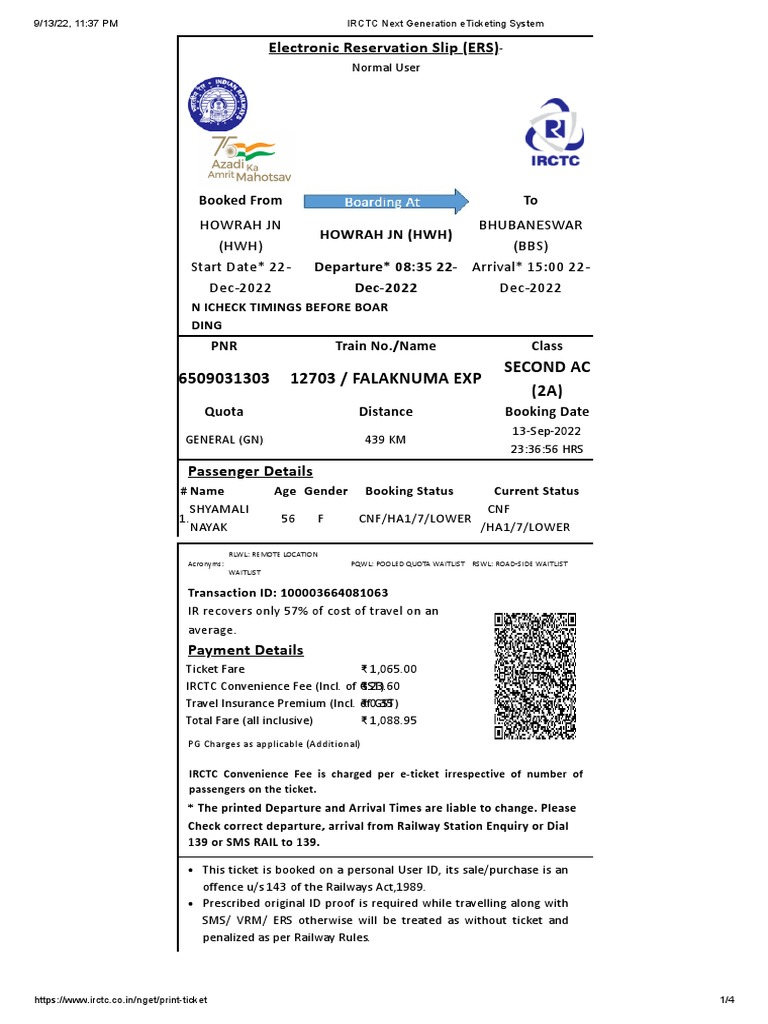 9/13/22, 11:37 PM IRCTC Next Generation eTicketing System
Electronic Reservation Slip (ERS)-
Normal User
INDIAN RAILWAYS
75
Azadi Ka
Amrit Mahotsav
IRCTC
Booked From Boarding At To
HOWRAH JN
(HWH)
HOWRAH JN (HWH)
BHUBANESWAR
(BBS)
Start Date* 22-
Dec-2022
Departure* 08:35 22-
Dec-2022
Arrival* 15:00 22-
Dec-2022
N ICHECK TIMINGS BEFORE BOAR
DING
PNR Train No./Name Class
6509031303 12703 / FALAKNUMA EXP SECOND AC
(2A)
Quota Distance Booking Date
GENERAL (GN) 439 KM 13-Sep-2022
23:36:56 HRS
Passenger Details
# Name Age Gender Booking Status Current Status
1. SHYAMALI
NAYAK 56 F CNF/HA1/7/LOWER CNF
/HA1/7/LOWER
Acronyms: RLWL: REMOTE LOCATION
WAITLIST PQWL: POOLED QUOTA WAITLIST RSWL: ROAD-SIDE WAITLIST
Transaction ID: 100003664081063
IR recovers only 57% of cost of travel on an
average.
Payment Details
Ticket Fare ₹ 1,065.00
IRCTC Convenience Fee (Incl. of GST) ₹ 23.60
Travel Insurance Premium (Incl. of GST) ₹ 0.35
Total Fare (all inclusive) ₹ 1,088.95
PG Charges as applicable (Additional)
IRCTC Convenience Fee is charged per e-ticket irrespective of number of
passengers on the ticket.
* The printed Departure and Arrival Times are liable to change. Please
Check correct departure, arrival from Railway Station Enquiry or Dial
139 or SMS RAIL to 139.
• This ticket is booked on a personal User ID, its sale/purchase is an
offence u/s 143 of the Railways Act,1989.
• Prescribed original ID proof is required while travelling along with
SMS/ VRM/ ERS otherwise will be treated as without ticket and
penalized as per Railway Rules.
https://www.irctc.co.in/nget/print-ticket 1/4